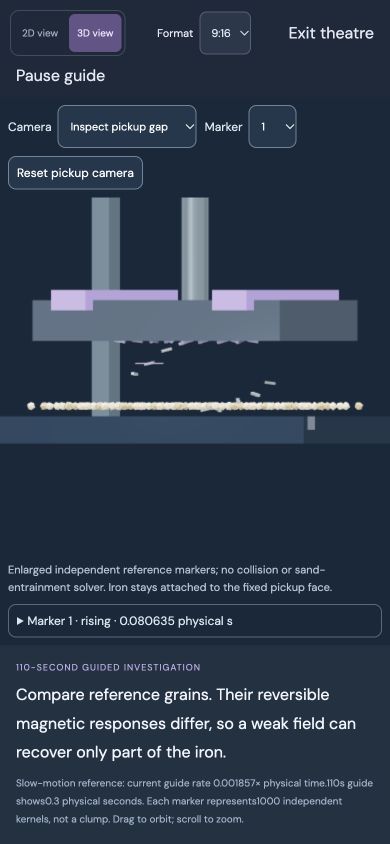 2D view 3D view Format 9:16 Exit theatre
Pause guide
Camera Inspect pickup gap Marker 1
Reset pickup camera
Enlarged independent reference markers; no collision or sand-
entrainment solver. Iron stays attached to the fixed pickup face.
Marker 1 · rising · 0.080635 physical s
110-SECOND GUIDED INVESTIGATION
Compare reference grains. Their reversible
magnetic responses differ, so a weak field can
recover only part of the iron.
Slow-motion reference: current guide rate 0.001857× physical time.110s guide
shows0.3 physical seconds. Each marker represents1000 independent
kernels, not a clump. Drag to orbit; scroll to zoom.